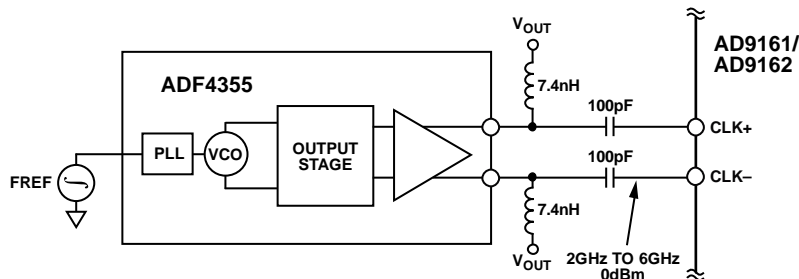 VOUT
AD9161/
AD9162
ADF4355
7.4nH
100pF
CLK+
PLL
VCO
OUTPUT
STAGE
100pF
FREF
CLK–
7.4nH
VOUT
2GHz TO 6GHz
0dBm